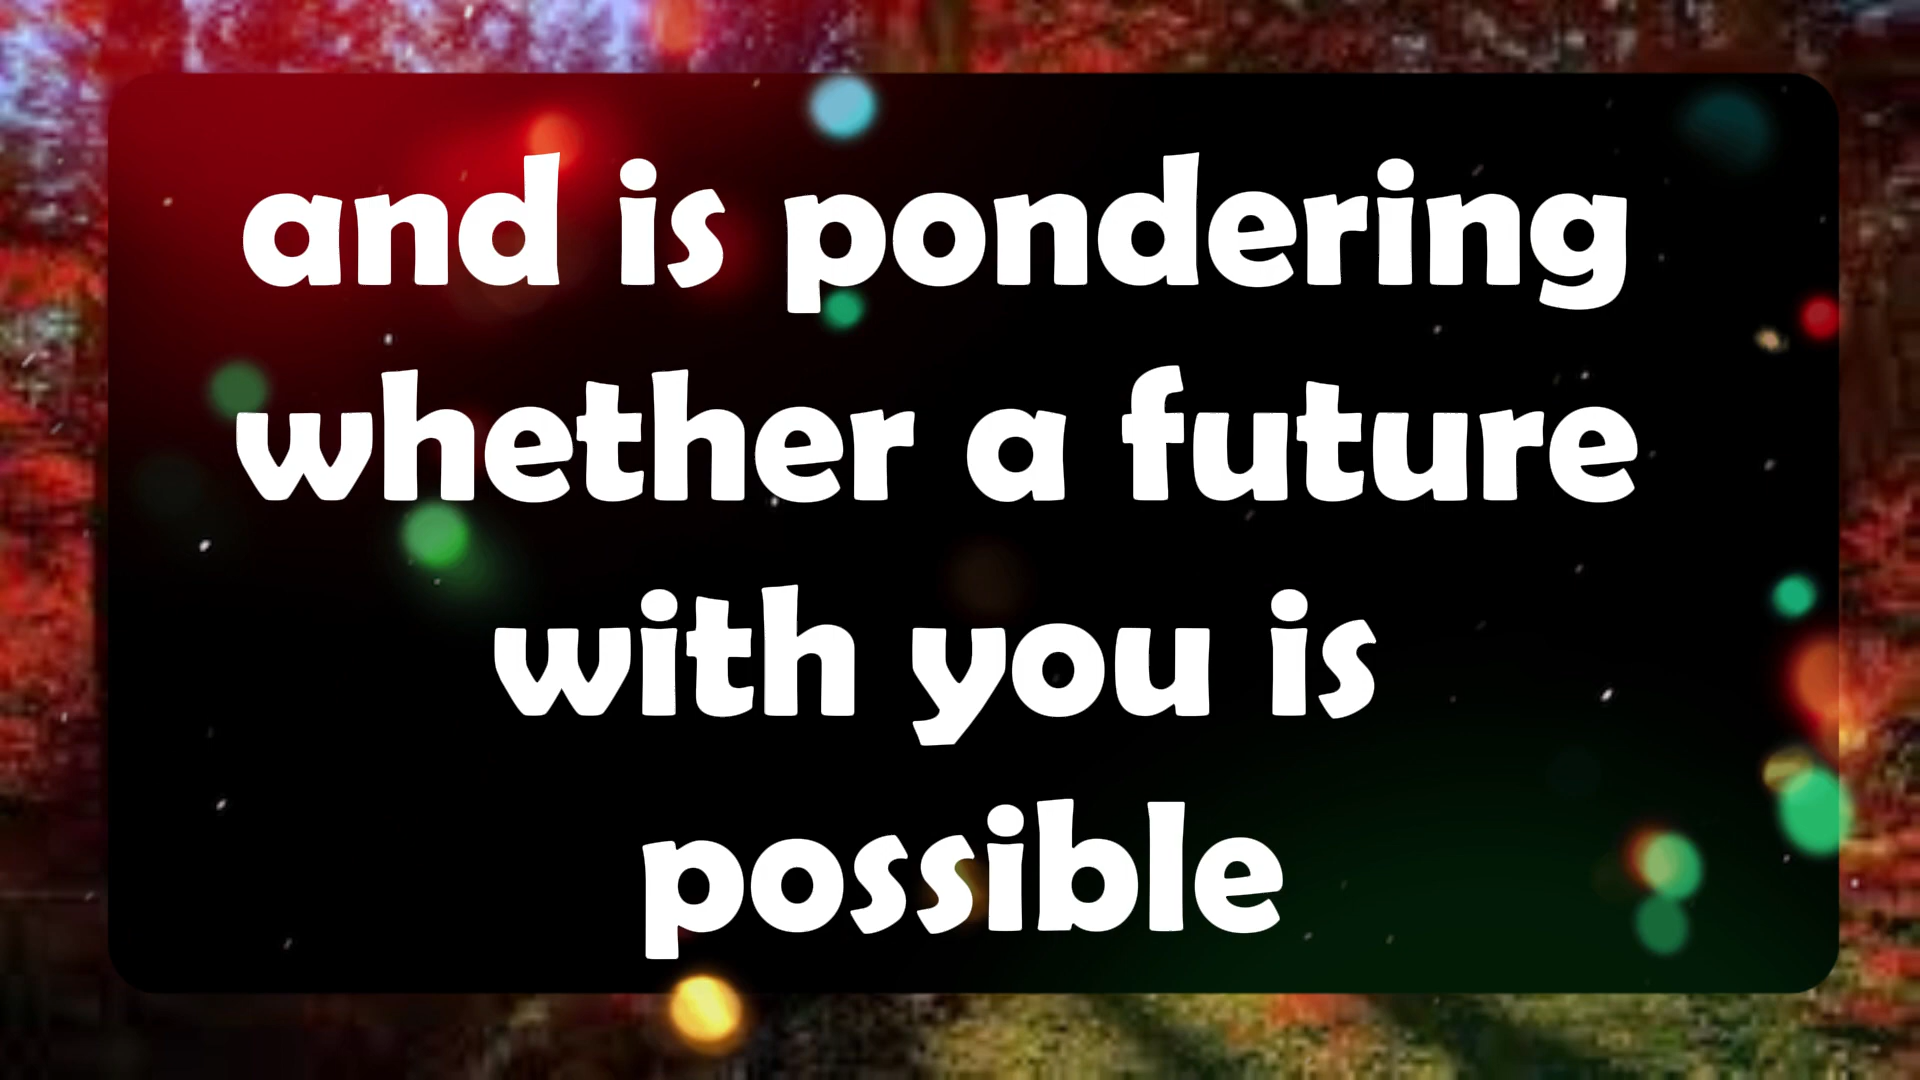 and is pondering
whether a future
with you is
possible